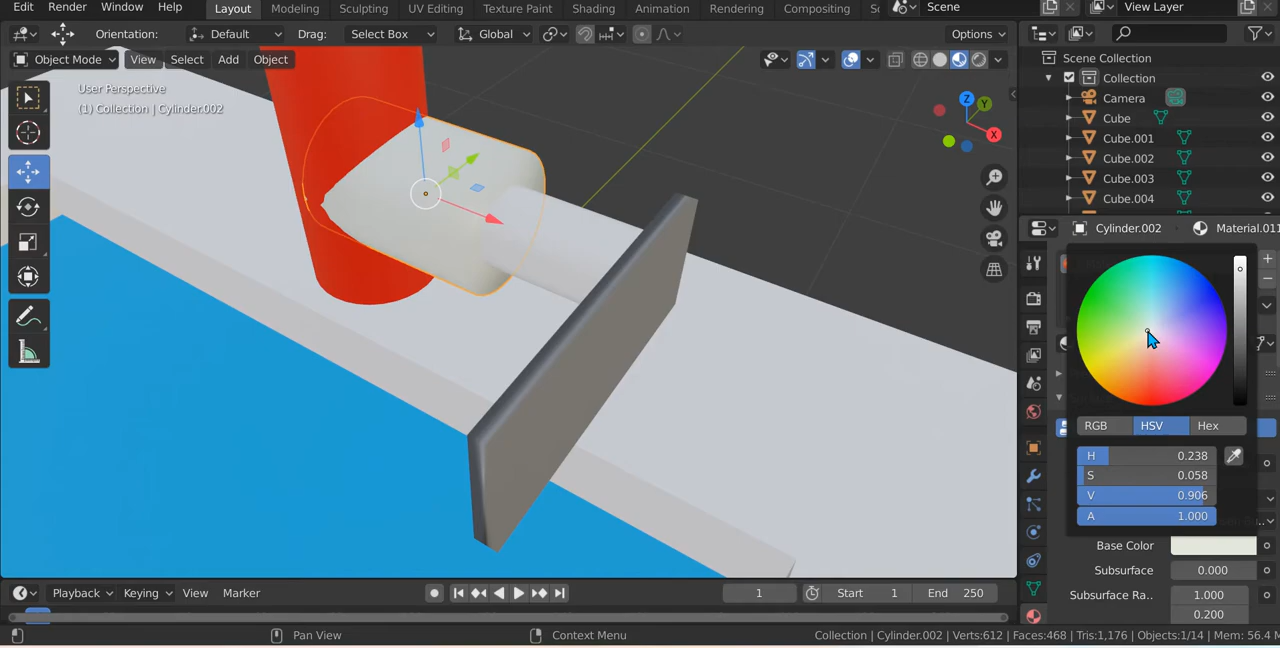 Edit Render Window Help Layout Modeling Sculpting UV Editing Texture Paint Shading Animation Rendering Compositing Sc Scene View Layer
Orientation: Default Drag: Select Box Global Options
Object Mode View Select Add Object
User Perspective
(1) Collection | Cylinder.002
Z
Y
X
Scene Collection
Collection
Camera
Cube
Cube.001
Cube.002
Cube.003
Cube.004
Cylinder.002 Material.011
RGB HSV Hex
H 0.238
S 0.058
V 0.906
A 1.000
Base Color
Subsurface 0.000
Subsurface Ra.. 1.000
0.200
Playback Keying View Marker 1 Start 1 End 250
Pan View Context Menu Collection | Cylinder.002 | Verts:612 | Faces:468 | Tris:1,176 | Objects:1/14 | Mem: 56.4 M